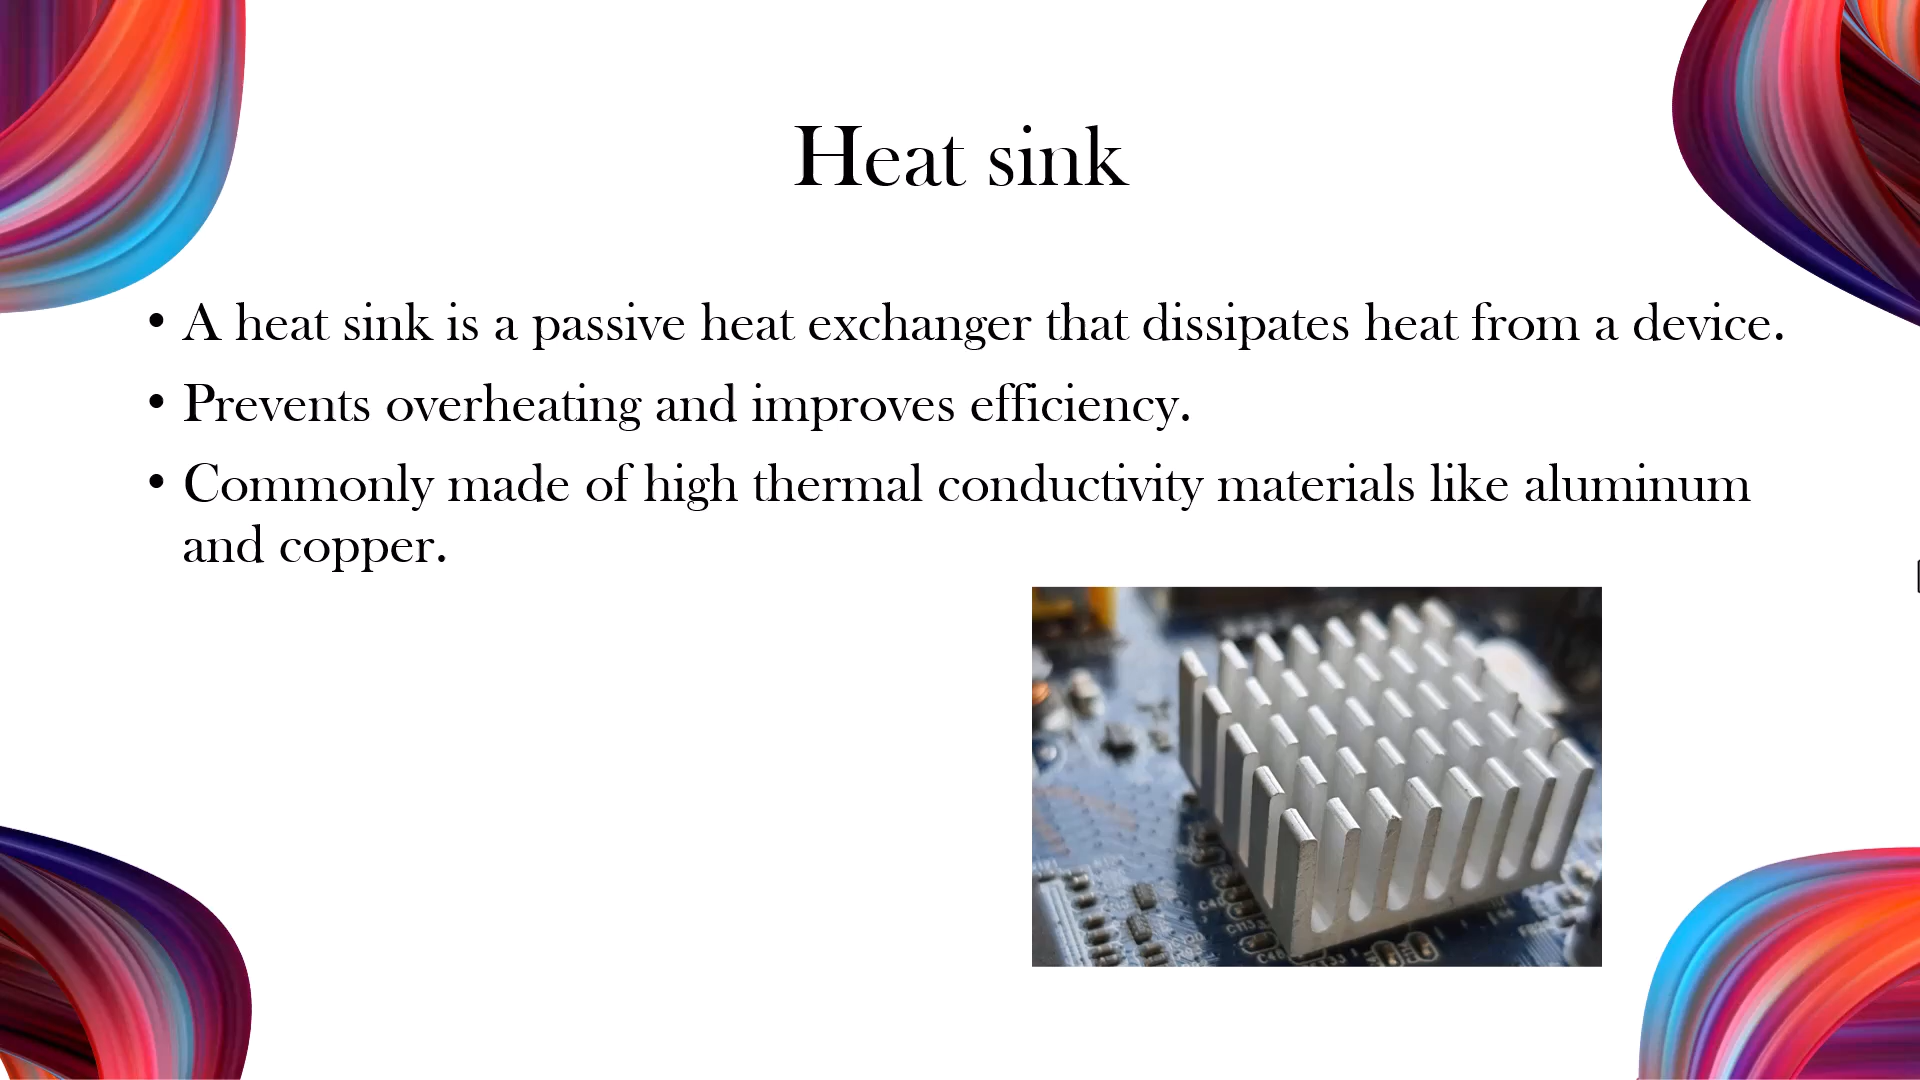 Heat sink
• A heat sink is a passive heat exchanger that dissipates heat from a device.
• Prevents overheating and improves efficiency.
• Commonly made of high thermal conductivity materials like aluminum
and copper.